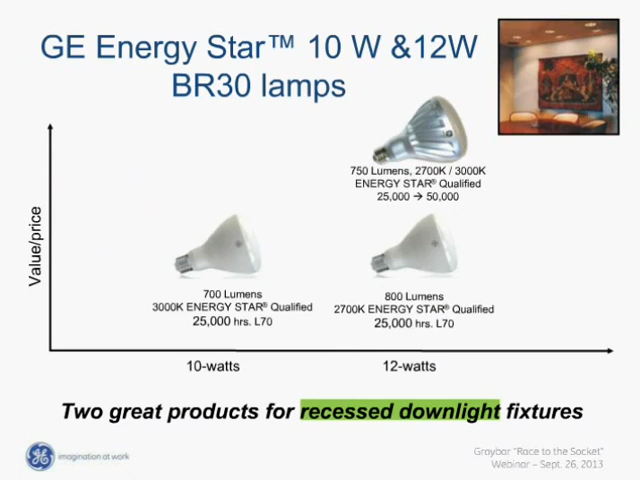 GE Energy Star™ 10 W &12W
BR30 lamps
750 Lumens, 2700K / 3000K
ENERGY STAR® Qualified
25,000 → 50,000
Value/price
700 Lumens
3000K ENERGY STAR® Qualified
25,000 hrs. L70
800 Lumens
2700K ENERGY STAR® Qualified
25,000 hrs. L70
10-watts
12-watts
Two great products for recessed downlight fixtures
GE
imagination at work
Graybar "Race to the Socket"
Webinar – Sept. 26, 2013